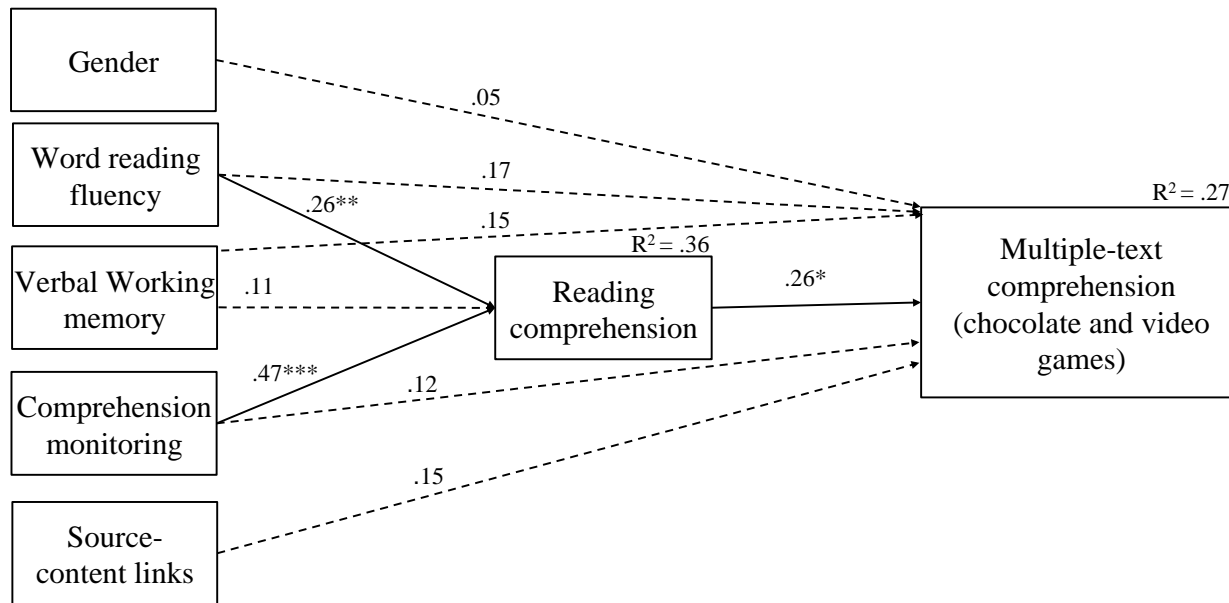 Gender
.05
Word reading
fluency
.17
.26**
R² = .27
.15
Verbal Working
memory
.11
R² = .36
Reading
comprehension
.26*
Multiple-text
comprehension
(chocolate and video
games)
.47***
.12
Comprehension
monitoring
.15
Source-
content links